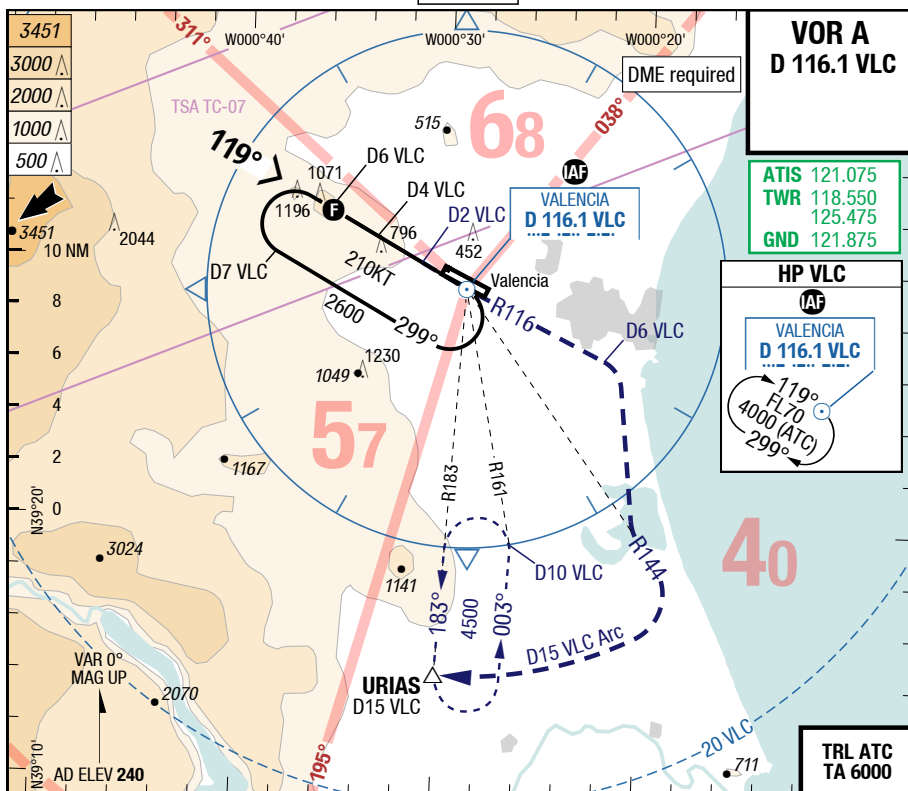 3451
3000
2000
1000
500
311°
W000°40'
W000°30'
W000°20'
TSA TC-07
DME required
VOR A
D 116.1 VLC
ATIS 121.075
TWR 118.550
125.475
GND 121.875
HP VLC
IAF
VALENCIA
D 116.1 VLC
119°
FL70
4000 (ATC)
299°
68
038°
515
119°
1071
D6 VLC
F
1196
D4 VLC
D2 VLC
796
452
IAF
VALENCIA
D 116.1 VLC
3451
10 NM
2044
D7 VLC
210KT
2600
299°
Valencia
R116
D6 VLC
8
6
4
2
0
N39°20'
1230
1049
57
1167
R183
R161
R144
3024
1141
D10 VLC
40
183°
4500
003°
D15 VLC Arc
URIAS
D15 VLC
VAR 0°
MAG UP
2070
195°
20 VLC
711
N39°10'
AD ELEV 240
TRL ATC
TA 6000